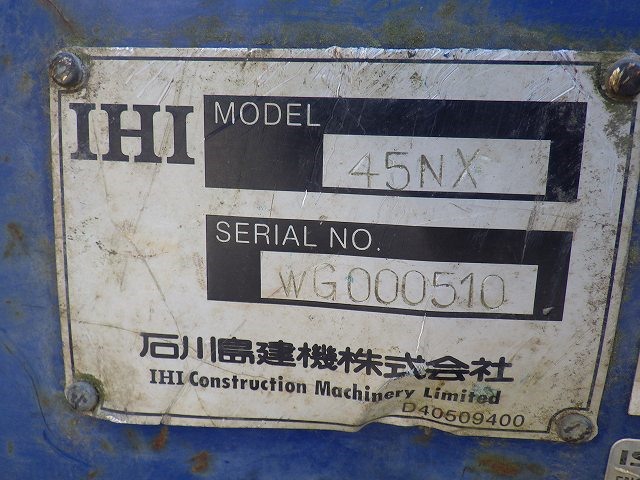 IHI
MODEL
45NX
SERIAL NO.
WG000510
石川島建機株式会社
IHI Construction Machinery Limited
D40509400